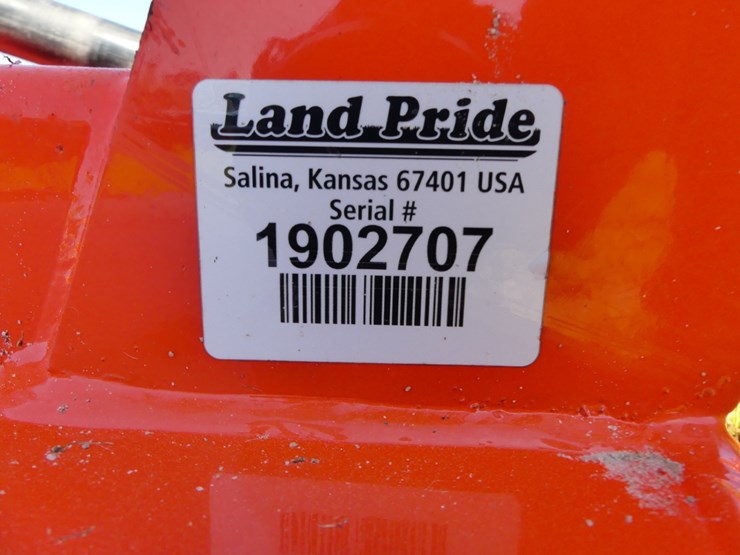 Land Pride
Salina, Kansas 67401 USA
Serial #
1902707